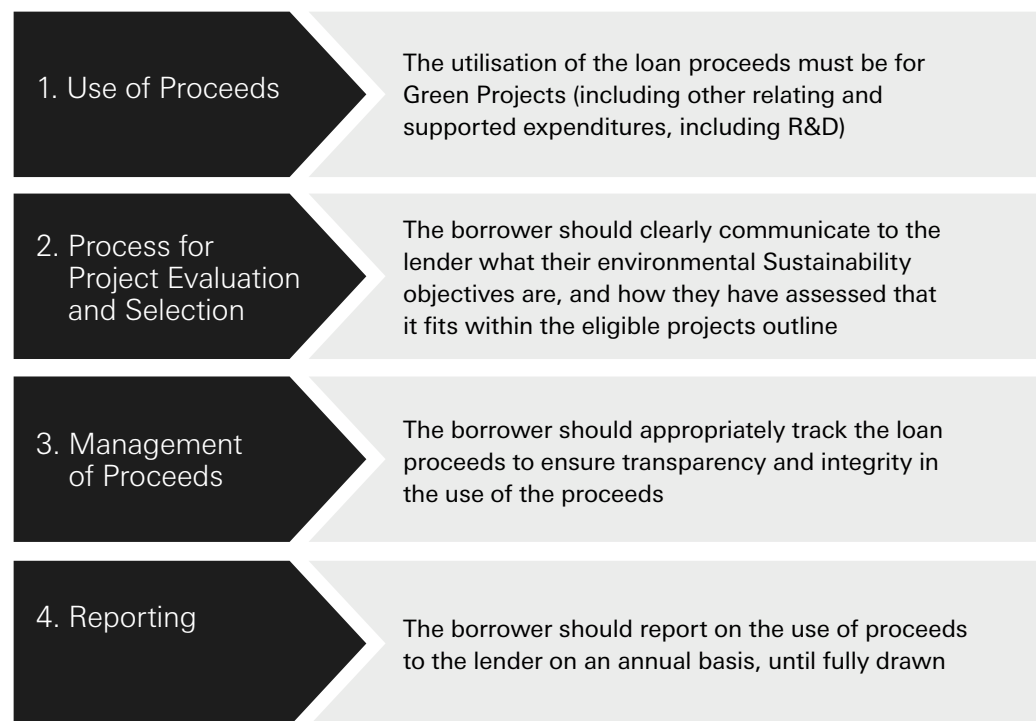 1. Use of Proceeds
The utilisation of the loan proceeds must be for
Green Projects (including other relating and
supported expenditures, including R&D)
2. Process for
Project Evaluation
and Selection
The borrower should clearly communicate to the
lender what their environmental Sustainability
objectives are, and how they have assessed that
it fits within the eligible projects outline
3. Management
of Proceeds
The borrower should appropriately track the loan
proceeds to ensure transparency and integrity in
the use of the proceeds
4. Reporting
The borrower should report on the use of proceeds
to the lender on an annual basis, until fully drawn